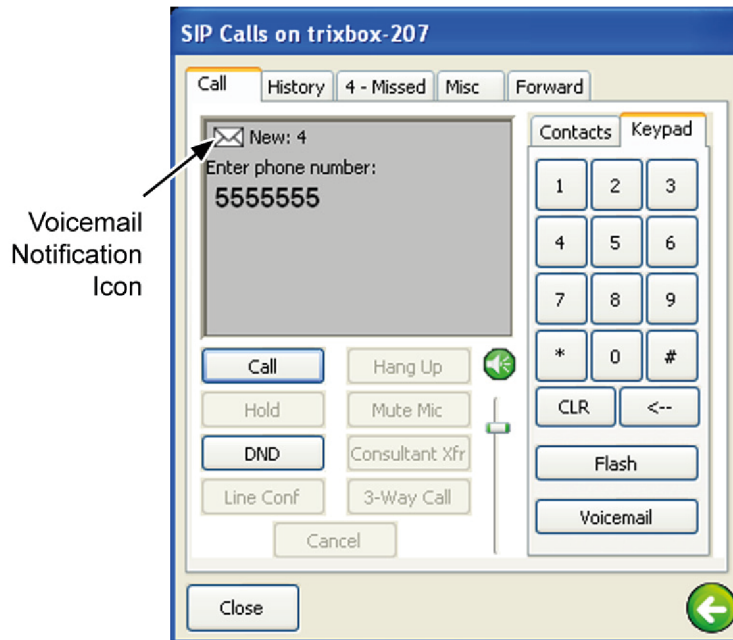 SIP Calls on trixbox-207
Call
History
4 - Missed
Misc
Forward
New: 4
Enter phone number:
5555555
Voicemail
Notification
Icon
Contacts
Keypad
1 2 3
4 5 6
7 8 9
* 0 #
CLR <--
Flash
Voicemail
Call
Hang Up
Hold
Mute Mic
DND
Consultant Xfr
Line Conf
3-Way Call
Cancel
Close